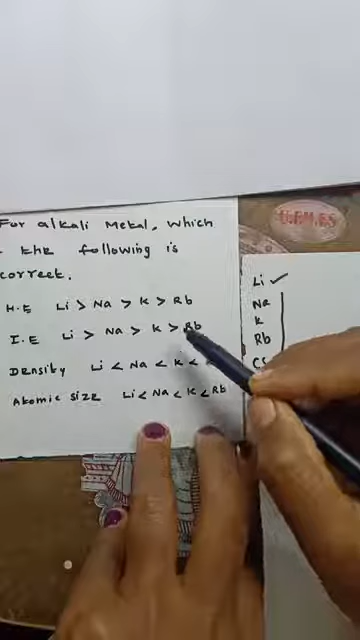 For alkali Metal, which
the following is
correct.
H.E Li > Na > K > Rb
I.E Li > Na > K > Rb
Density Li < Na < K <
Atomic size Li < Na < K < Rb
Li ✓
Na
K
Rb
Cs